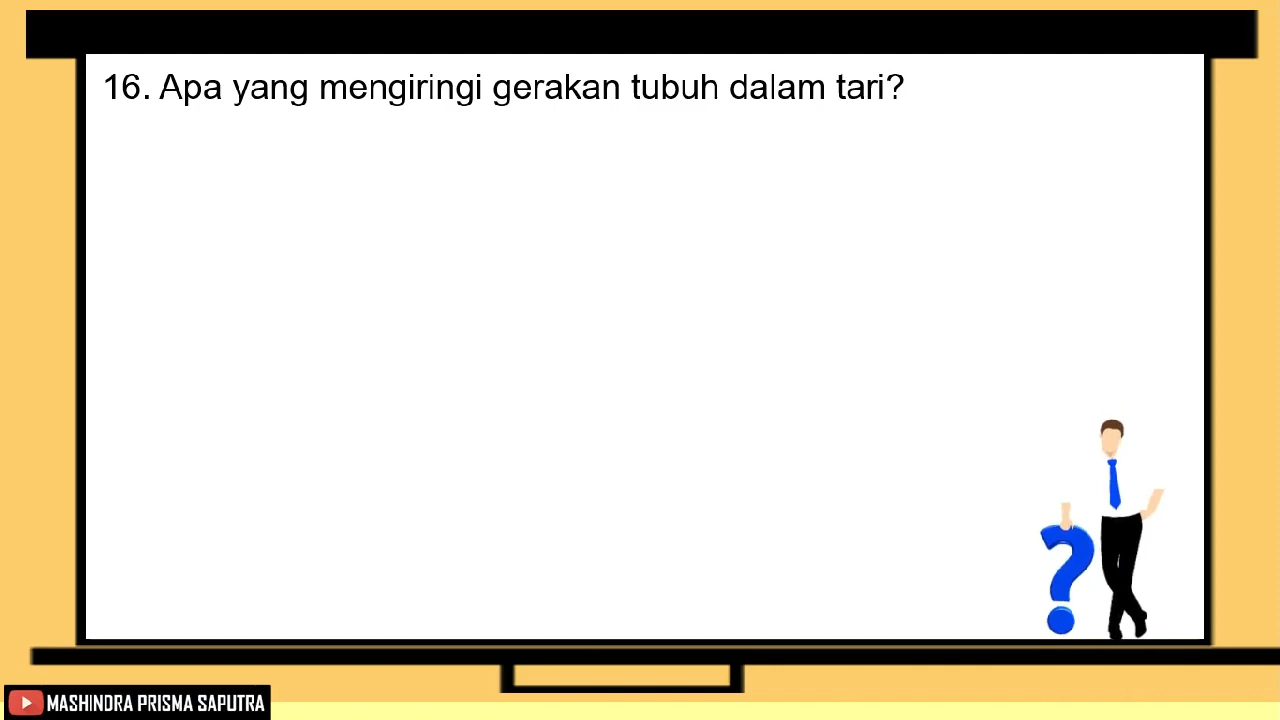 16. Apa yang mengiringi gerakan tubuh dalam tari?
MASHINDRA PRISMA SAPUTRA